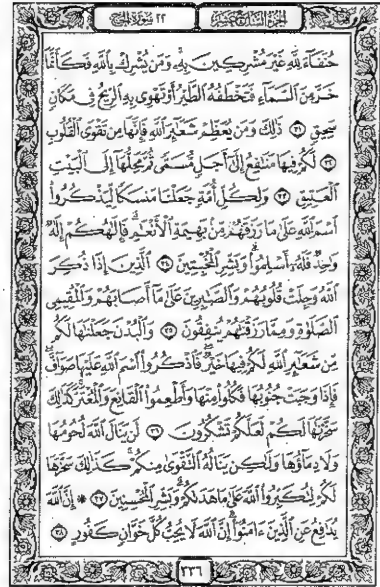 الجزء السابع عشر ٢٢ سورة الحج
حُنَفَآءَ لِلَّهِ غَيْرَ مُشْرِكِينَ بِهِۦۚ وَمَن يُشْرِكْ بِٱللَّهِ فَكَأَنَّمَا
خَرَّ مِنَ ٱلسَّمَآءِ فَتَخْطَفُهُ ٱلطَّيْرُ أَوْ تَهْوِى بِهِ ٱلرِّيحُ فِى مَكَانٍ
سَحِيقٍ ٣١ ذَٰلِكَ وَمَن يُعَظِّمْ شَعَٰٓئِرَ ٱللَّهِ فَإِنَّهَا مِن تَقْوَى ٱلْقُلُوبِ
٣٢ لَكُمْ فِيهَا مَنَٰفِعُ إِلَىٰٓ أَجَلٍ مُّسَمًّى ثُمَّ مَحِلُّهَآ إِلَى ٱلْبَيْتِ
ٱلْعَتِيقِ ٣٣ وَلِكُلِّ أُمَّةٍ جَعَلْنَا مَنسَكًا لِّيَذْكُرُوا۟
ٱسْمَ ٱللَّهِ عَلَىٰ مَا رَزَقَهُم مِّنۢ بَهِيمَةِ ٱلْأَنْعَٰمِۗ فَإِلَٰهُكُمْ إِلَٰهٌ
وَٰحِدٌ فَلَهُۥٓ أَسْلِمُوا۟ۗ وَبَشِّرِ ٱلْمُخْبِتِينَ ٣٤ ٱلَّذِينَ إِذَا ذُكِرَ
ٱللَّهُ وَجِلَتْ قُلُوبُهُمْ وَٱلصَّٰبِرِينَ عَلَىٰ مَآ أَصَابَهُمْ وَٱلْمُقِيمِى
ٱلصَّلَوٰةِ وَمِمَّا رَزَقْنَٰهُمْ يُنفِقُونَ ٣٥ وَٱلْبُدْنَ جَعَلْنَٰهَا لَكُم
مِّن شَعَٰٓئِرِ ٱللَّهِ لَكُمْ فِيهَا خَيْرٌۖ فَٱذْكُرُوا۟ ٱسْمَ ٱللَّهِ عَلَيْهَا صَوَآفَّۖ
فَإِذَا وَجَبَتْ جُنُوبُهَا فَكُلُوا۟ مِنْهَا وَأَطْعِمُوا۟ ٱلْقَانِعَ وَٱلْمُعْتَرَّۚ كَذَٰلِكَ
سَخَّرْنَٰهَا لَكُمْ لَعَلَّكُمْ تَشْكُرُونَ ٣٦ لَن يَنَالَ ٱللَّهَ لُحُومُهَا
وَلَا دِمَآؤُهَا وَلَٰكِن يَنَالُهُ ٱلتَّقْوَىٰ مِنكُمْۚ كَذَٰلِكَ سَخَّرَهَا
لَكُمْ لِتُكَبِّرُوا۟ ٱللَّهَ عَلَىٰ مَا هَدَىٰكُمْۗ وَبَشِّرِ ٱلْمُحْسِنِينَ ٣٧ ۞ إِنَّ ٱللَّهَ
يُدَٰفِعُ عَنِ ٱلَّذِينَ ءَامَنُوٓا۟ۗ إِنَّ ٱللَّهَ لَا يُحِبُّ كُلَّ خَوَّانٍ كَفُورٍ ٣٨
٣٣٦